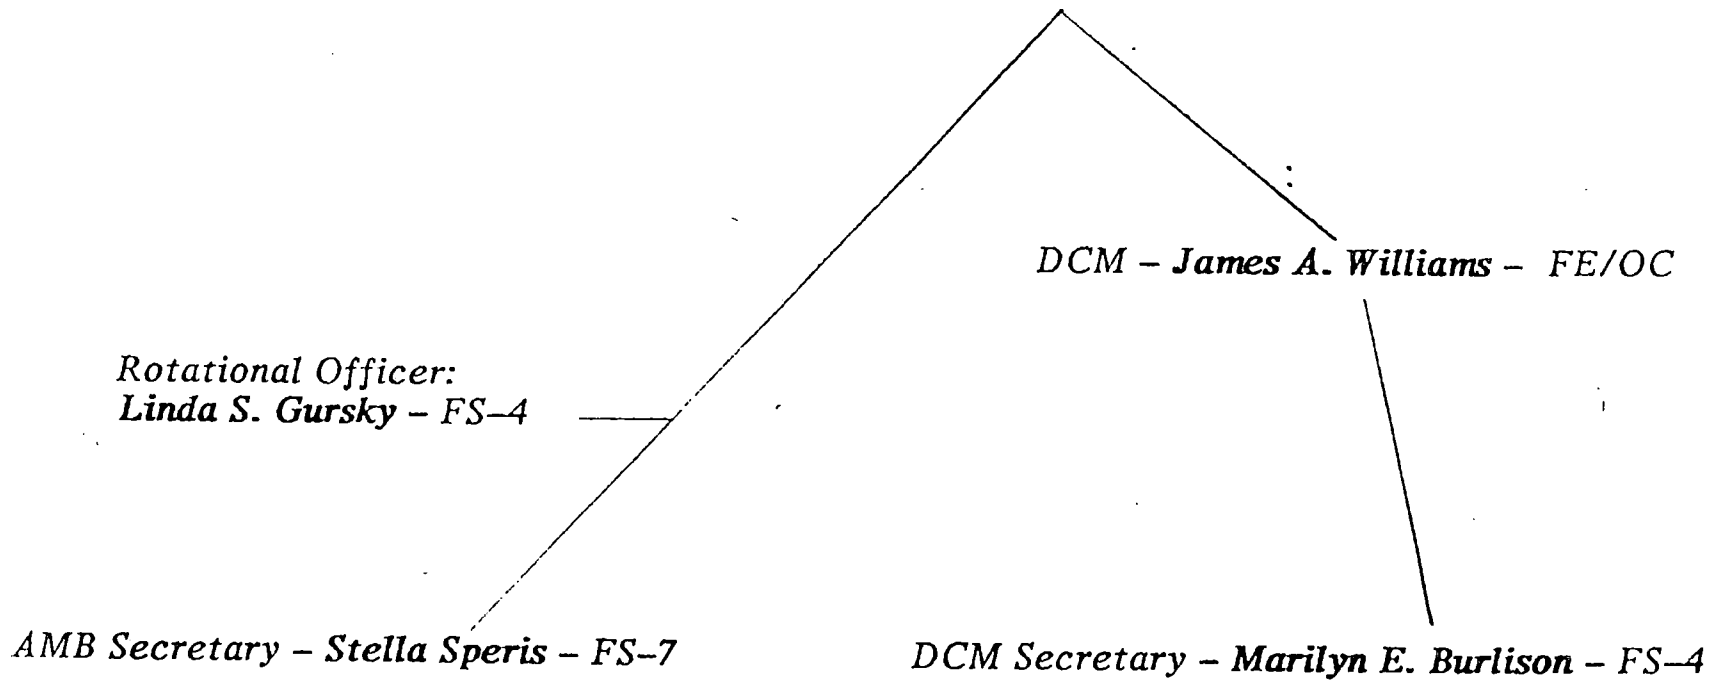 DCM – James A. Williams – FE/OC
Rotational Officer:
Linda S. Gursky – FS–4
AMB Secretary – Stella Speris – FS–7
DCM Secretary – Marilyn E. Burlison – FS–4